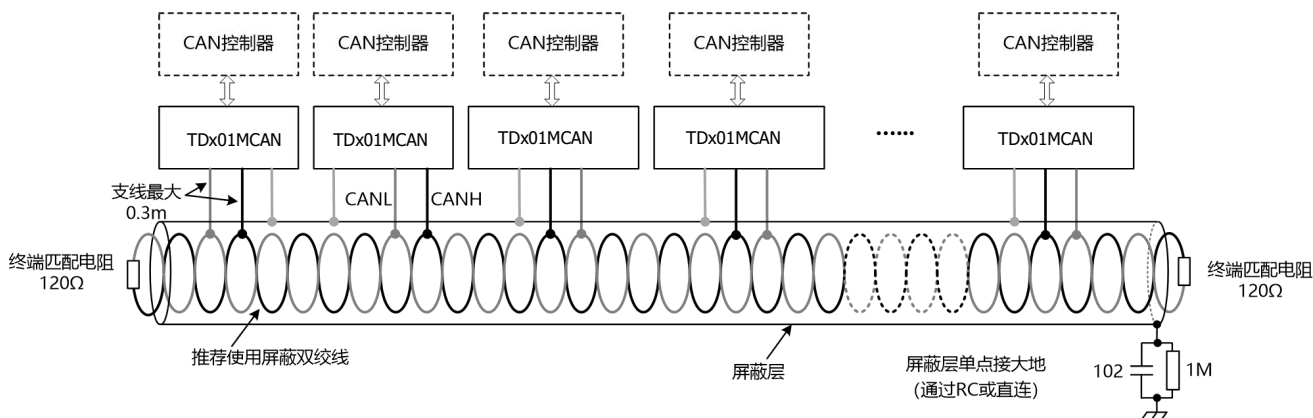 CAN控制器
CAN控制器
CAN控制器
CAN控制器
CAN控制器
TDx01MCAN
TDx01MCAN
TDx01MCAN
TDx01MCAN
······
TDx01MCAN
支线最大
0.3m
CANL
CANH
终端匹配电阻
120Ω
终端匹配电阻
120Ω
推荐使用屏蔽双绞线
屏蔽层
屏蔽层单点接大地
(通过RC或直连)
102
1M